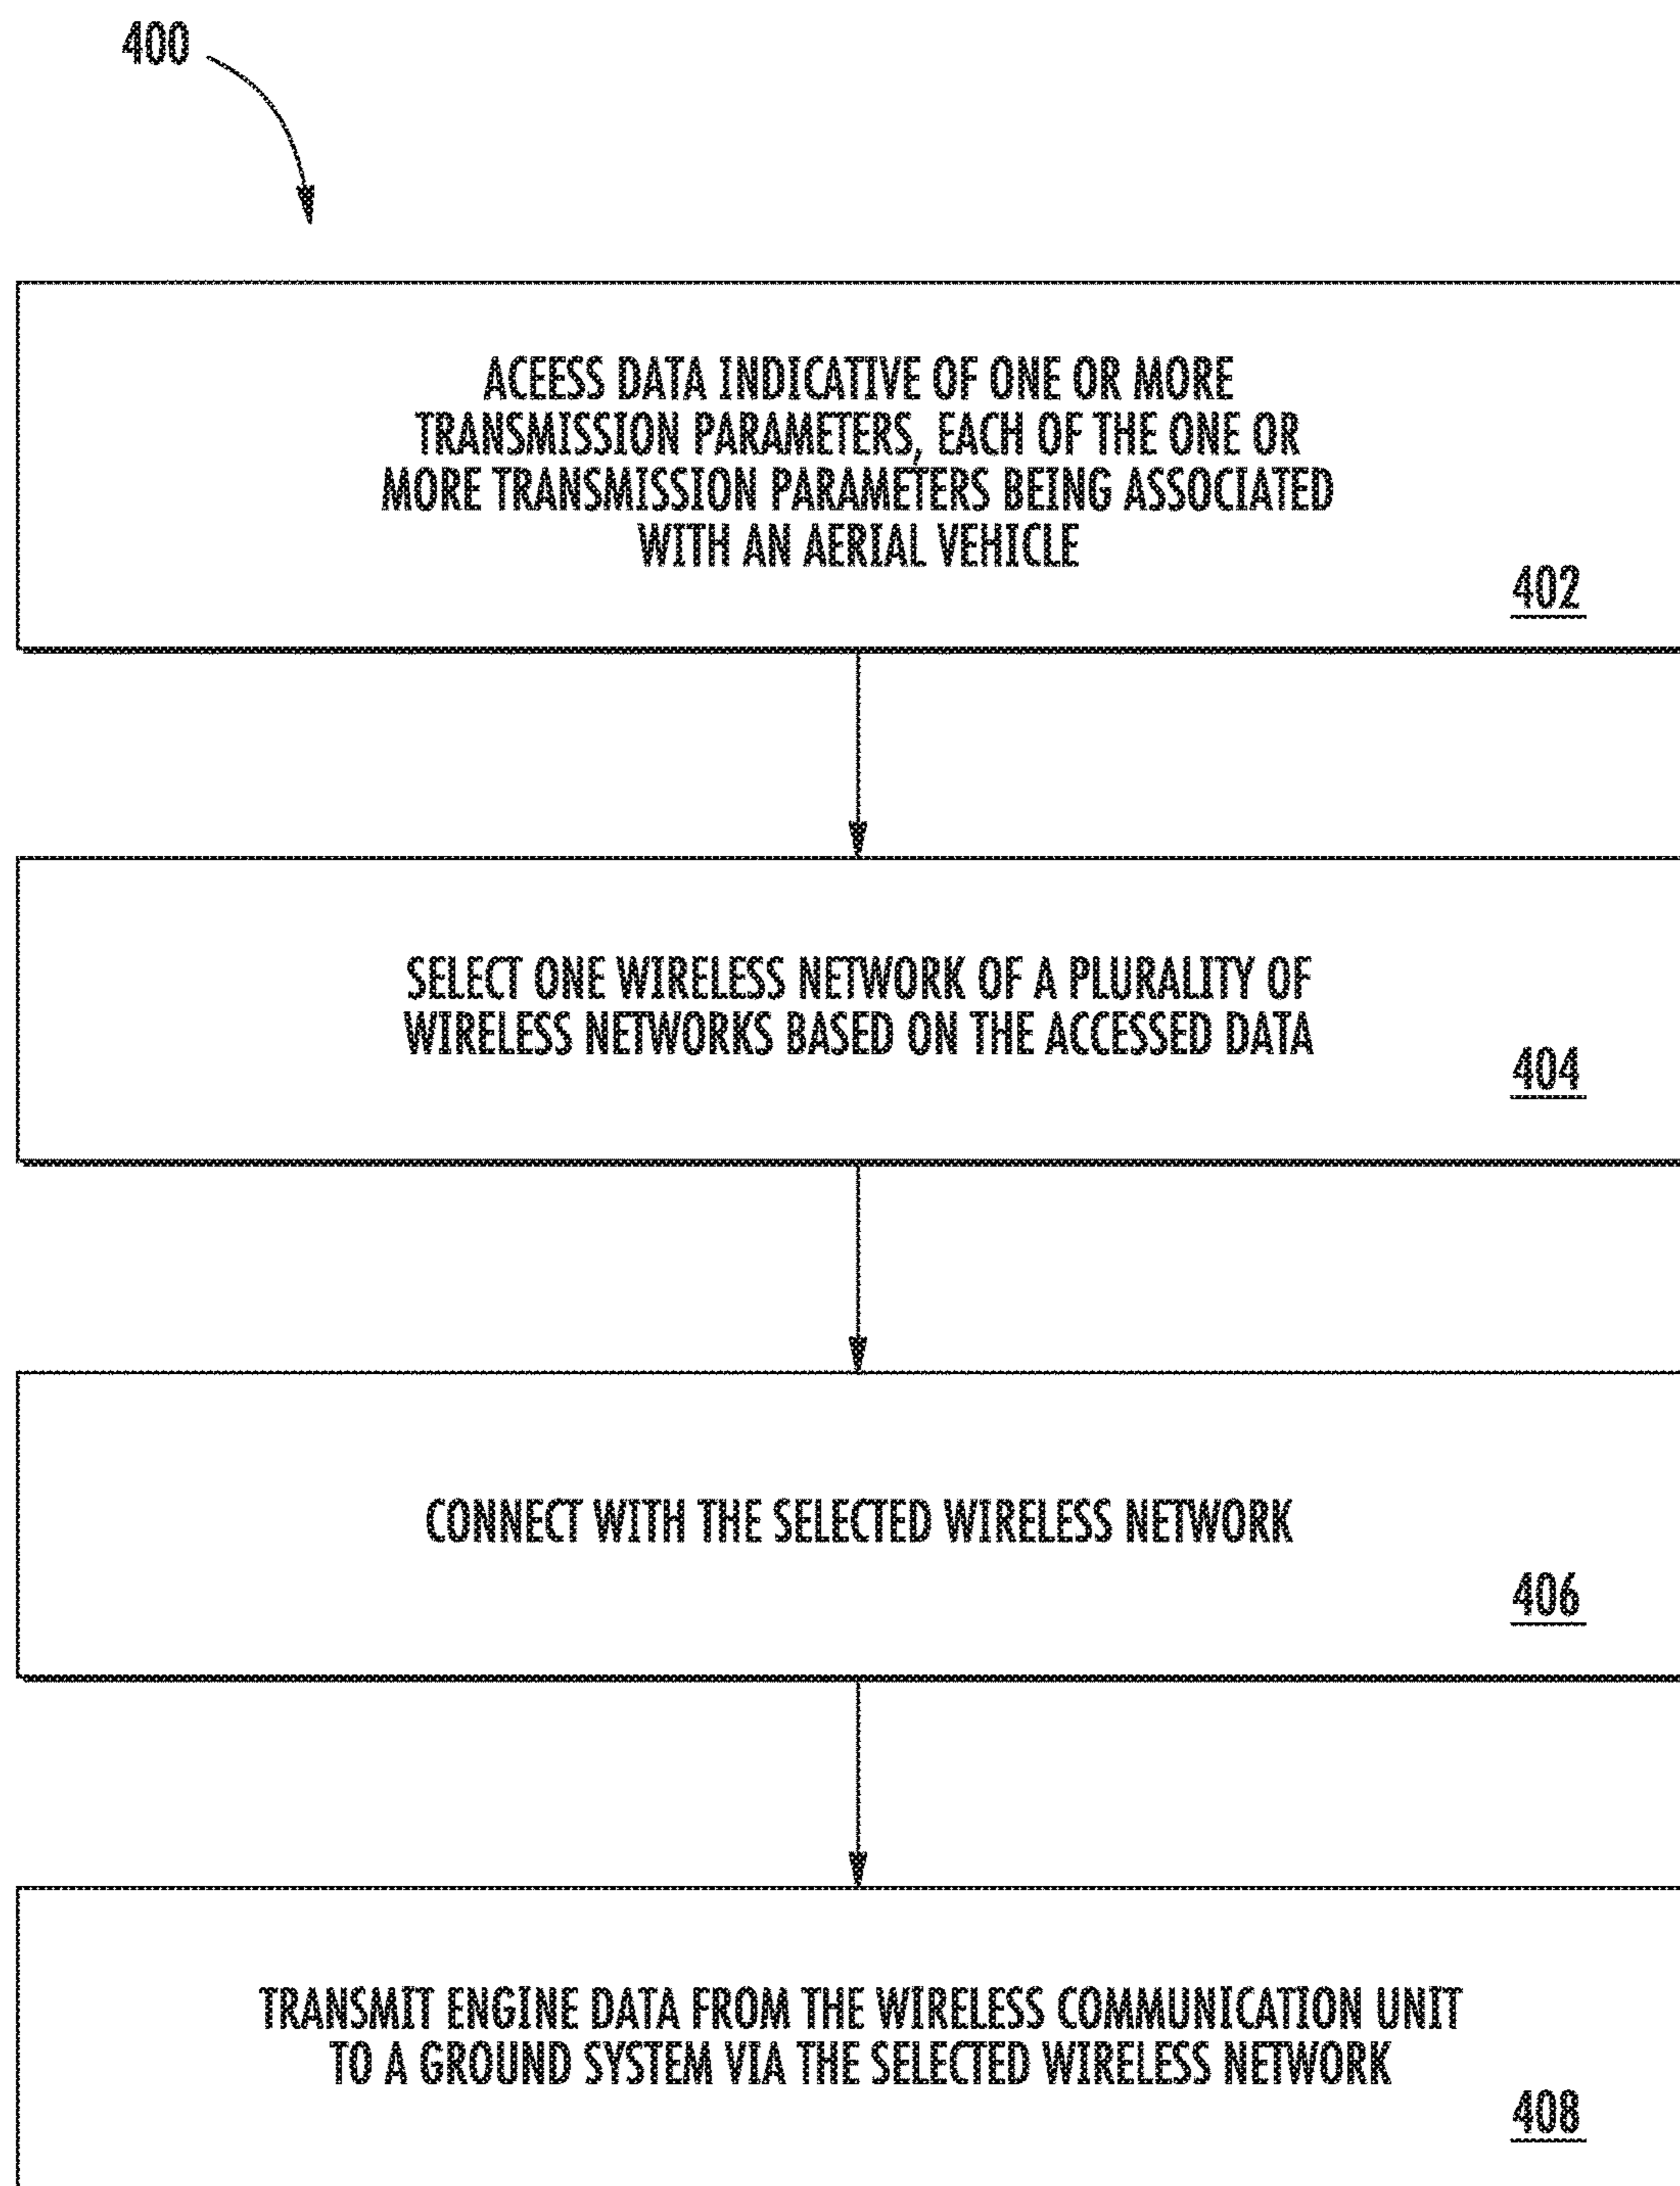 400
ACEESS DATA INDICATIVE OF ONE OR MORE
TRANSMISSION PARAMETERS, EACH OF THE ONE OR
MORE TRANSMISSION PARAMETERS BEING ASSOCIATED
WITH AN AERIAL VEHICLE
402
SELECT ONE WIRELESS NETWORK OF A PLURALITY OF
WIRELESS NETWORKS BASED ON THE ACCESSED DATA
404
CONNECT WITH THE SELECTED WIRELESS NETWORK
406
TRANSMIT ENGINE DATA FROM THE WIRELESS COMMUNICATION UNIT
TO A GROUND SYSTEM VIA THE SELECTED WIRELESS NETWORK
408